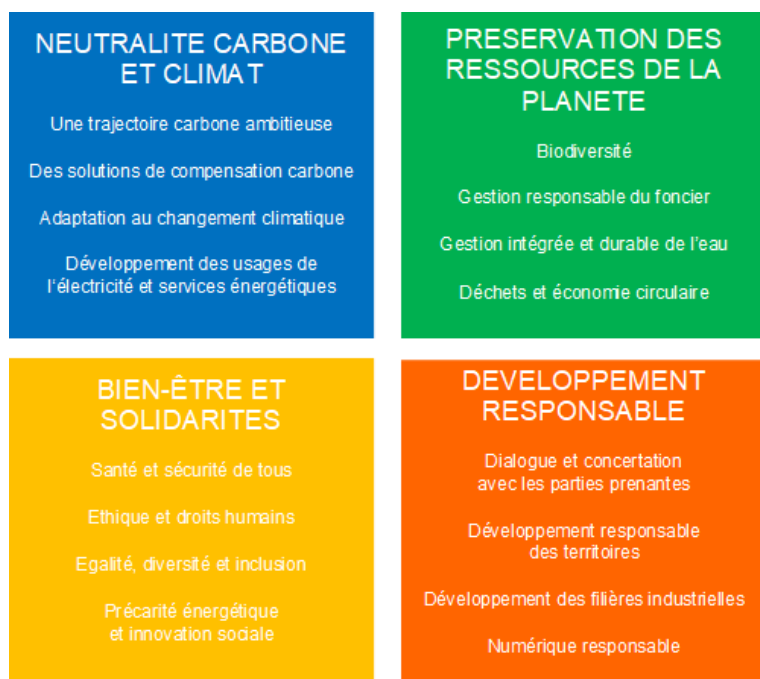 NEUTRALITE CARBONE
ET CLIMAT
Une trajectoire carbone ambitieuse
Des solutions de compensation carbone
Adaptation au changement climatique
Développement des usages de
l'électricité et services énergétiques
PRESERVATION DES
RESSOURCES DE LA
PLANETE
Biodiversité
Gestion responsable du foncier
Gestion intégrée et durable de l'eau
Déchets et économie circulaire
BIEN-ÊTRE ET
SOLIDARITES
Santé et sécurité de tous
Ethique et droits humains
Egalité, diversité et inclusion
Précarité énergétique
et innovation sociale
DEVELOPPEMENT
RESPONSABLE
Dialogue et concertation
avec les parties prenantes
Développement responsable
des territoires
Développement des filières industrielles
Numérique responsable